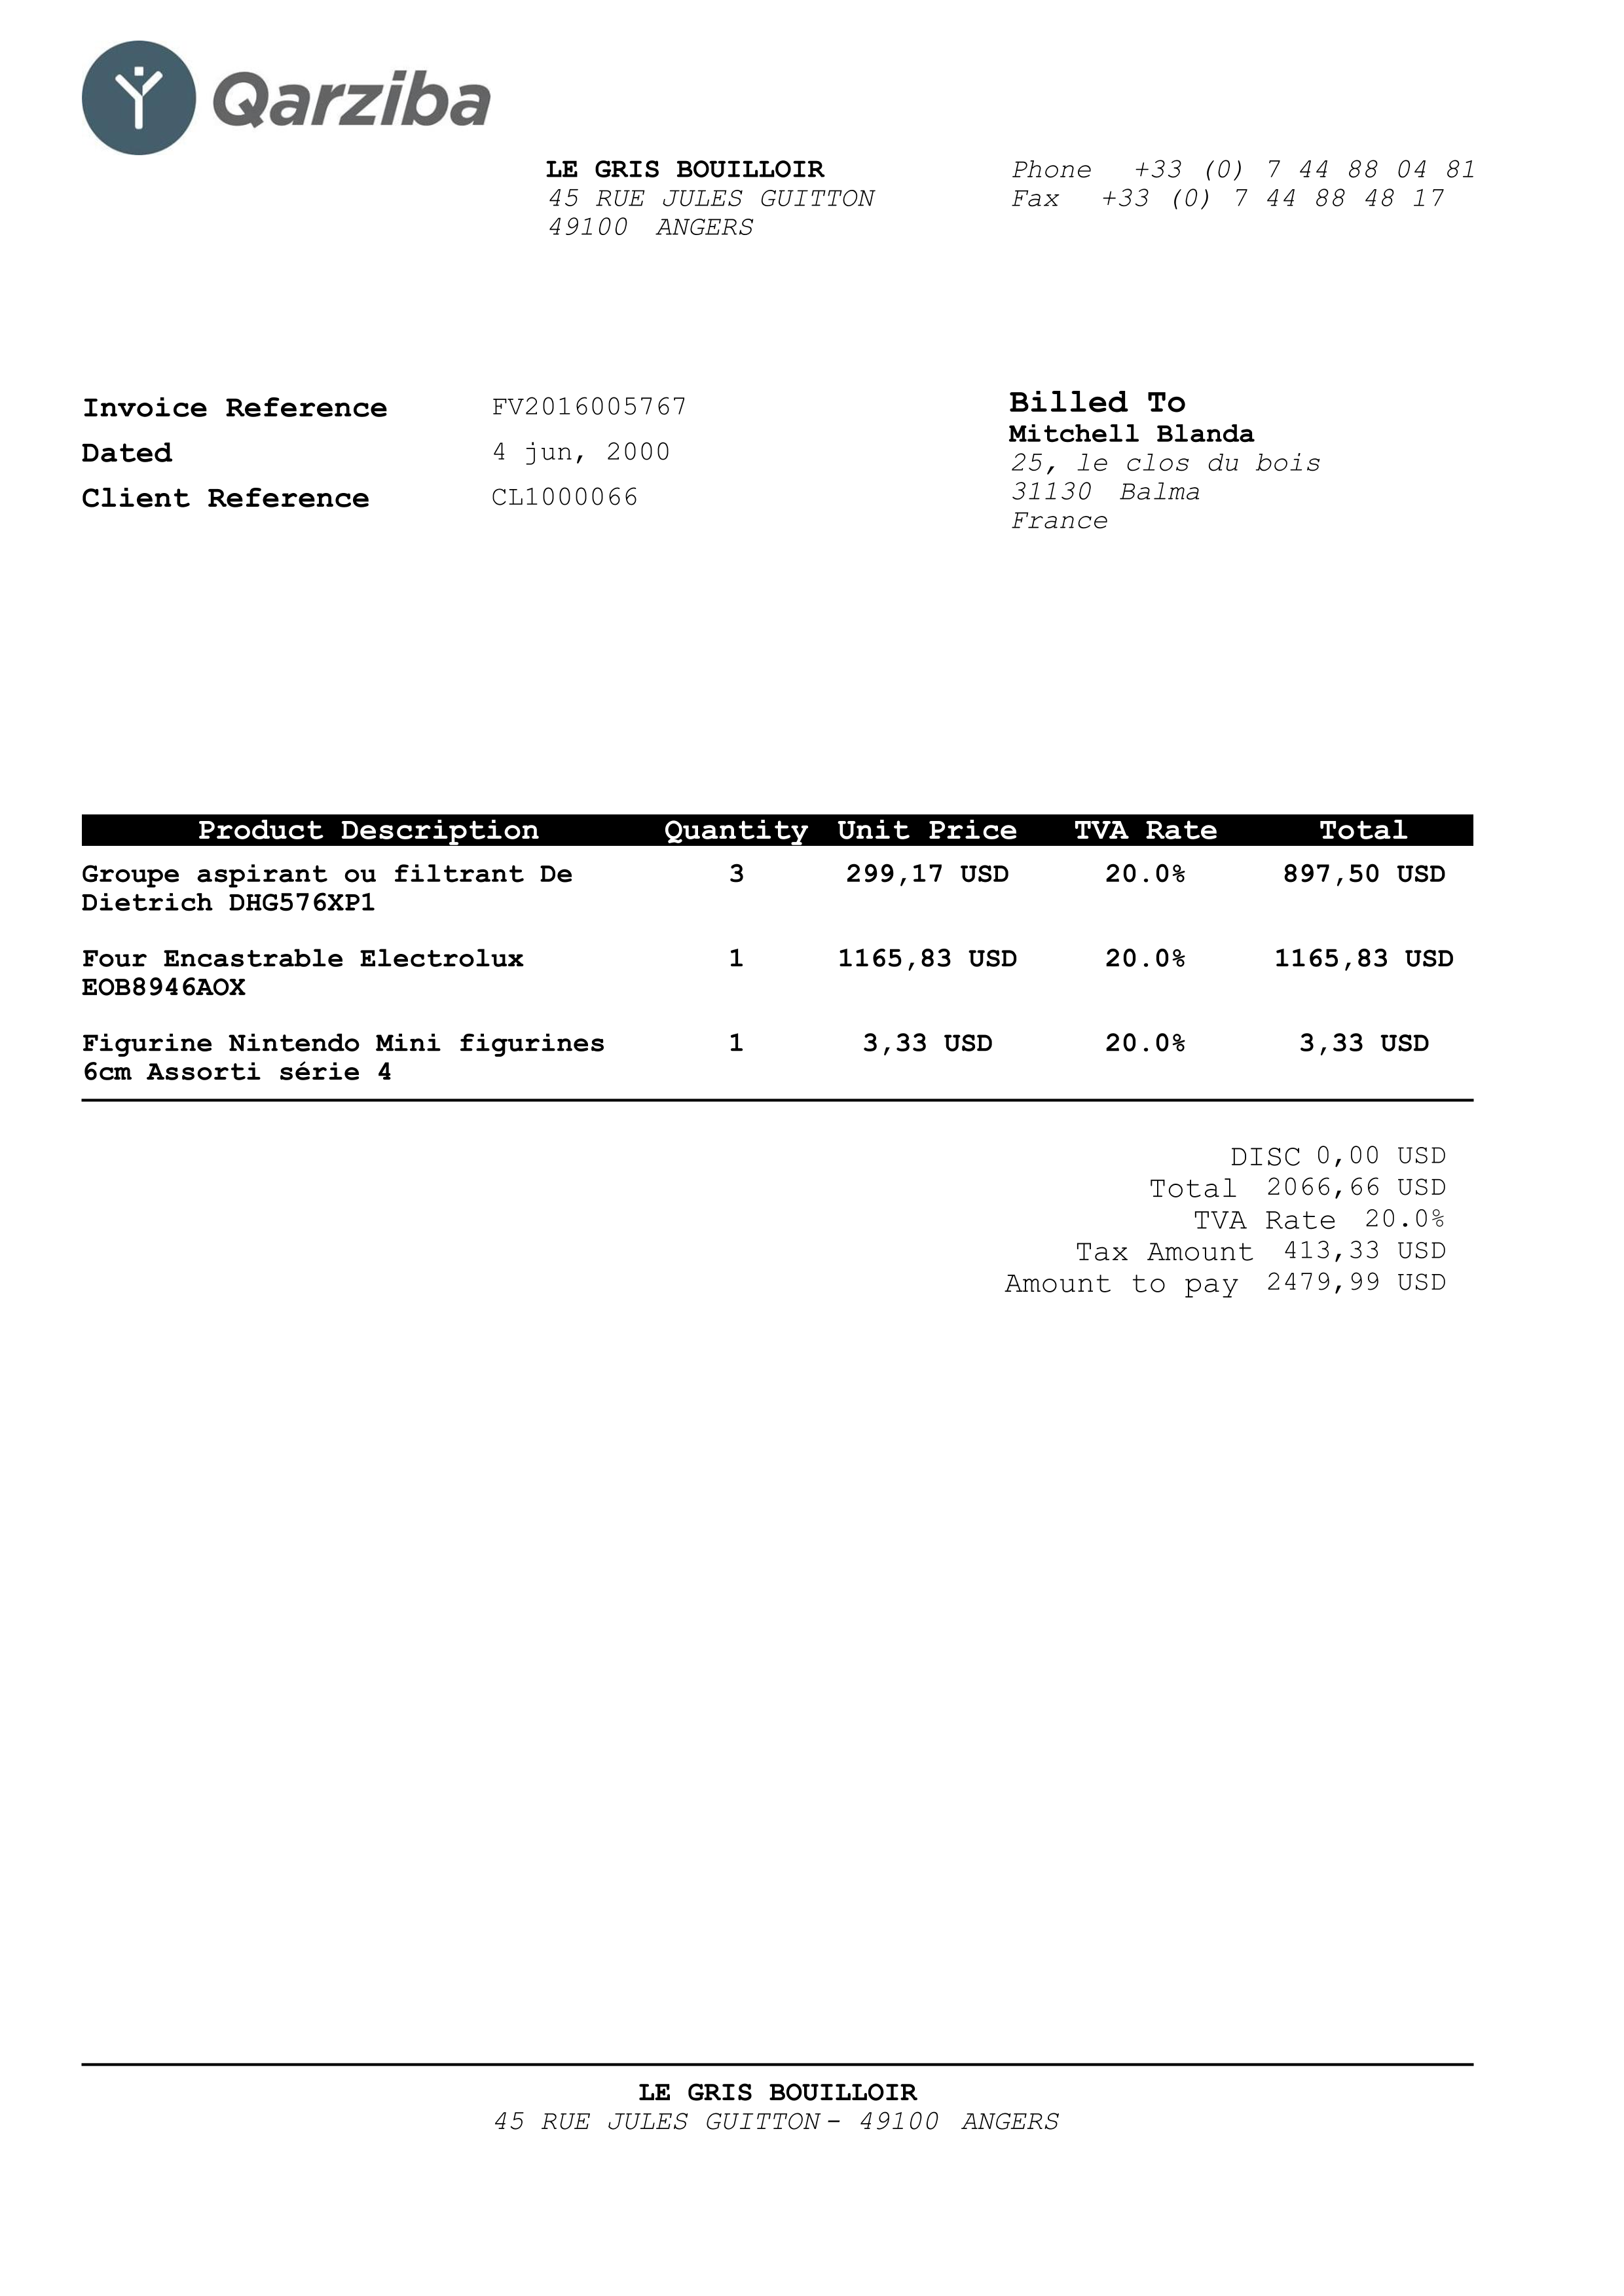 Qarziba
LE GRIS BOUILLOIR
45 RUE JULES GUITTON
49100 ANGERS
Phone +33 (0) 7 44 88 04 81
Fax +33 (0) 7 44 88 48 17
Invoice Reference FV2016005767
Dated 4 jun, 2000
Client Reference CL1000066
Billed To
Mitchell Blanda
25, le clos du bois
31130 Balma
France
Product Description Quantity Unit Price TVA Rate Total
Groupe aspirant ou filtrant De 3 299,17 USD 20.0% 897,50 USD
Dietrich DHG576XP1
Four Encastrable Electrolux 1 1165,83 USD 20.0% 1165,83 USD
EOB8946AOX
Figurine Nintendo Mini figurines 1 3,33 USD 20.0% 3,33 USD
6cm Assorti série 4
DISC 0,00 USD
Total 2066,66 USD
TVA Rate 20.0%
Tax Amount 413,33 USD
Amount to pay 2479,99 USD
LE GRIS BOUILLOIR
45 RUE JULES GUITTON - 49100 ANGERS